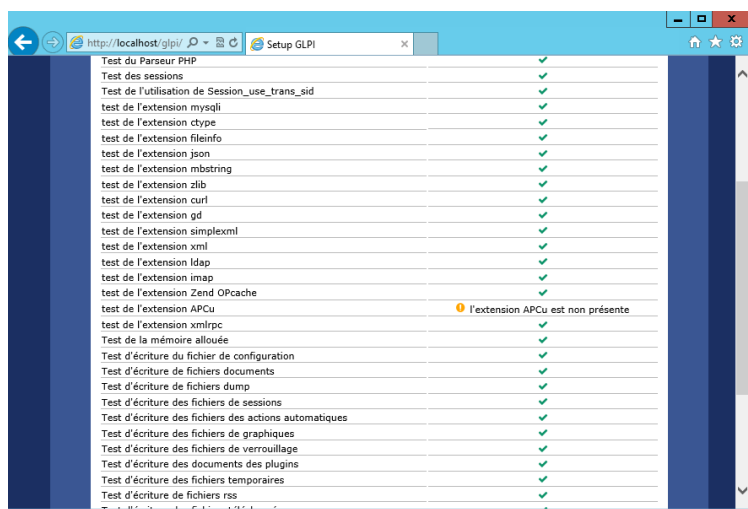 http://localhost/glpi/
Setup GLPI
Test du Parseur PHP
Test des sessions
Test de l'utilisation de Session_use_trans_sid
test de l'extension mysqli
test de l'extension ctype
test de l'extension fileinfo
test de l'extension json
test de l'extension mbstring
test de l'extension zlib
test de l'extension curl
test de l'extension gd
test de l'extension simplexml
test de l'extension xml
test de l'extension ldap
test de l'extension imap
test de l'extension Zend OPcache
test de l'extension APCu l'extension APCu est non présente
test de l'extension xmlrpc
Test de la mémoire allouée
Test d'écriture du fichier de configuration
Test d'écriture de fichiers documents
Test d'écriture de fichiers dump
Test d'écriture des fichiers de sessions
Test d'écriture des fichiers des actions automatiques
Test d'écriture des fichiers de graphiques
Test d'écriture des fichiers de verrouillage
Test d'écriture des documents des plugins
Test d'écriture des fichiers temporaires
Test d'écriture de fichiers rss